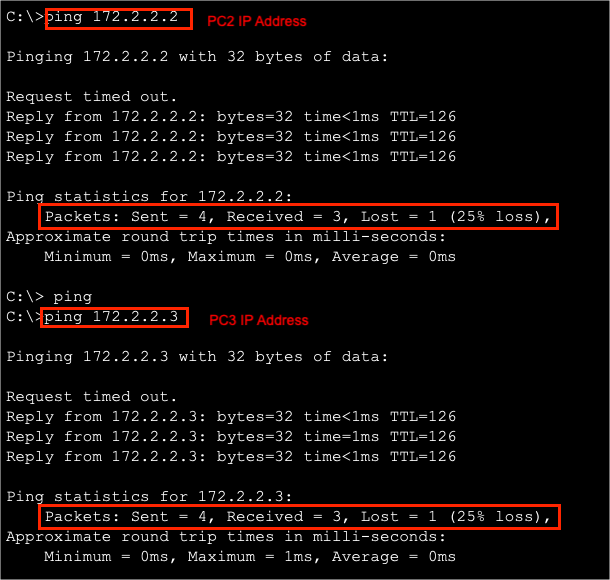 C:\>ping 172.2.2.2 PC2 IP Address
Pinging 172.2.2.2 with 32 bytes of data:
Request timed out.
Reply from 172.2.2.2: bytes=32 time<1ms TTL=126
Reply from 172.2.2.2: bytes=32 time<1ms TTL=126
Reply from 172.2.2.2: bytes=32 time<1ms TTL=126
Ping statistics for 172.2.2.2:
Packets: Sent = 4, Received = 3, Lost = 1 (25% loss),
Approximate round trip times in milli-seconds:
Minimum = 0ms, Maximum = 0ms, Average = 0ms
C:\> ping
C:\>ping 172.2.2.3 PC3 IP Address
Pinging 172.2.2.3 with 32 bytes of data:
Request timed out.
Reply from 172.2.2.3: bytes=32 time<1ms TTL=126
Reply from 172.2.2.3: bytes=32 time=1ms TTL=126
Reply from 172.2.2.3: bytes=32 time<1ms TTL=126
Ping statistics for 172.2.2.3:
Packets: Sent = 4, Received = 3, Lost = 1 (25% loss),
Approximate round trip times in milli-seconds:
Minimum = 0ms, Maximum = 1ms, Average = 0ms